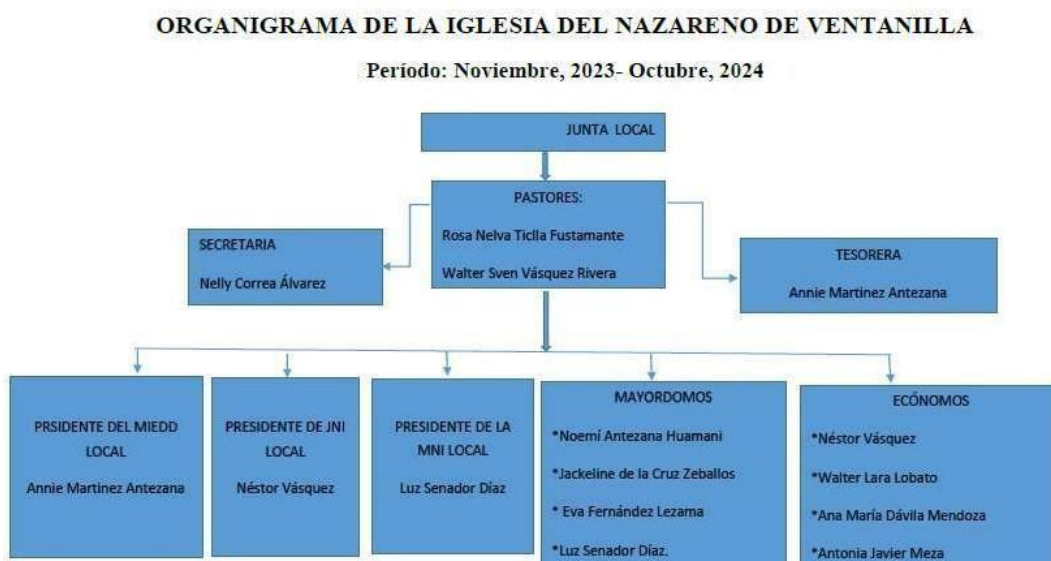 ORGANIGRAMA DE LA IGLESIA DEL NAZARENO DE VENTANILLA
Período: Noviembre, 2023- Octubre, 2024
JUNTA LOCAL
PASTORES:
Rosa Nelva Ticlla Fustamante
Walter Sven Vásquez Rivera
SECRETARIA
Nelly Correa Álvarez
TESORERA
Annie Martinez Antezana
PRSIDENTE DEL MIEDD
LOCAL
Annie Martinez Antezana
PRESIDENTE DE JNI
LOCAL
Néstor Vásquez
PRESIDENTE DE LA
MNI LOCAL
Luz Senador Díaz
MAYORDOMOS
*Noemí Antezana Huamani
*Jackeline de la Cruz Zeballos
* Eva Fernández Lezama
*Luz Senador Díaz.
ECÓNOMOS
*Néstor Vásquez
*Walter Lara Lobato
*Ana María Dávila Mendoza
*Antonia Javier Meza